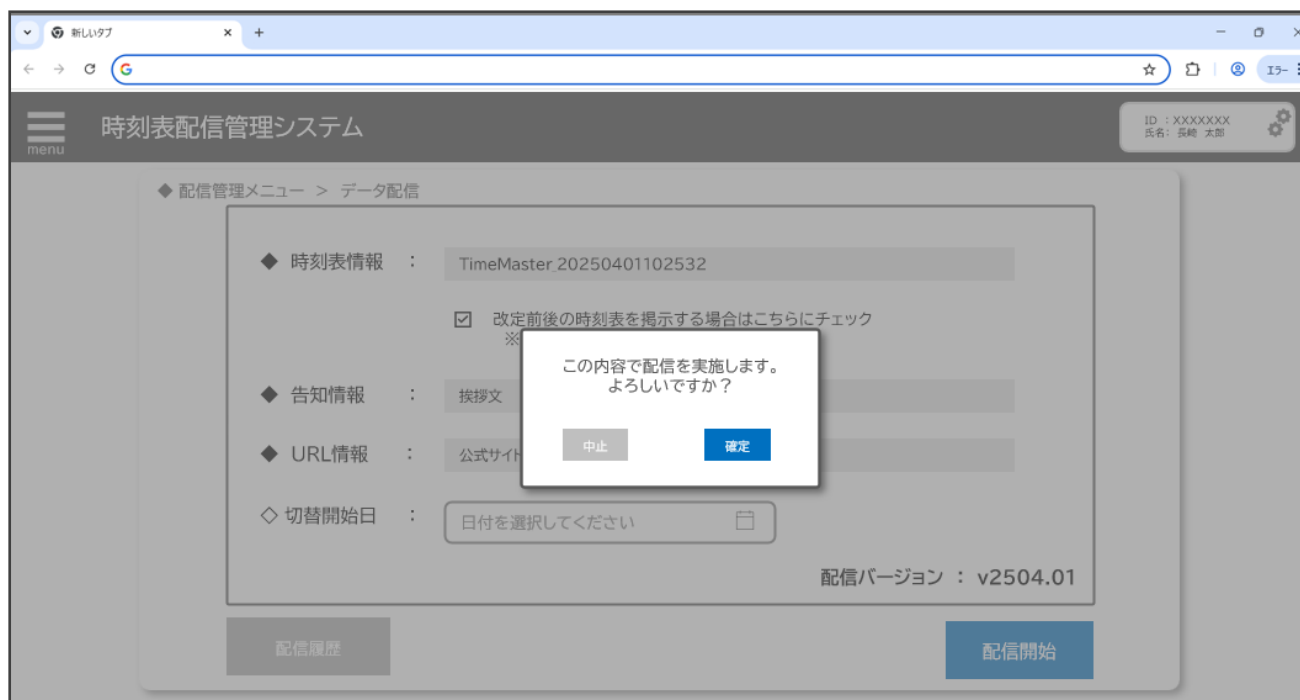 新しいタブ
エラー
menu
時刻表配信管理システム
ID ：XXXXXXX
氏名： 長崎 太郎
◆ 配信管理メニュー ＞ データ配信
◆ 時刻表情報 ：
TimeMaster_20250401102532
改定前後の時刻表を掲示する場合はこちらにチェック
※
この内容で配信を実施します。
よろしいですか？
中止
確定
◆ 告知情報 ：
挨拶文
◆ URL情報 ：
公式サイト
◇ 切替開始日 ：
日付を選択してください
配信バージョン ： v2504.01
配信履歴
配信開始